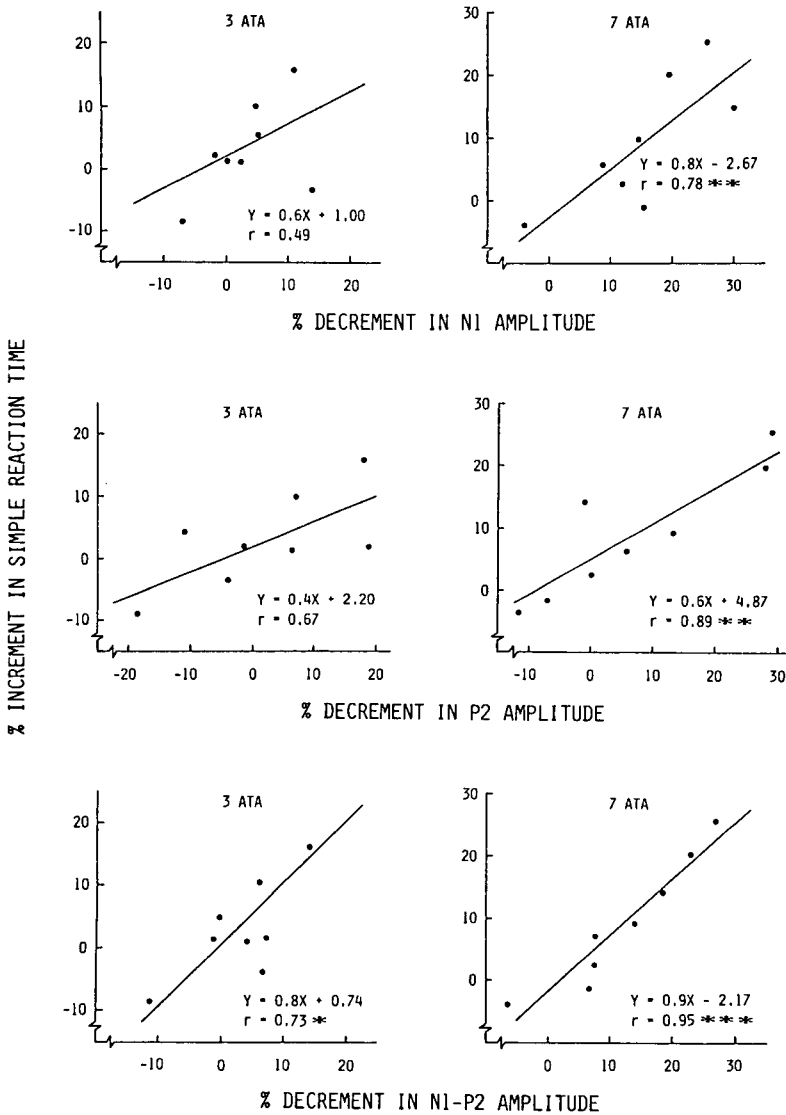 % INCREMENT IN SIMPLE REACTION TIME
3 ATA
20
10
0
-10
Y = 0.6X + 1.00
r = 0.49
-10 0 10 20
7 ATA
30
20
10
0
Y = 0.8X - 2.67
r = 0.78 **
0 10 20 30
% DECREMENT IN N1 AMPLITUDE
3 ATA
20
10
0
-10
Y = 0.4X + 2.20
r = 0.67
-20 -10 0 10 20
7 ATA
30
20
10
0
Y = 0.6X + 4.87
r = 0.89 **
-10 0 10 20 30
% DECREMENT IN P2 AMPLITUDE
3 ATA
20
10
0
-10
Y = 0.8X + 0.74
r = 0.73 *
-10 0 10 20
7 ATA
30
20
10
0
Y = 0.9X - 2.17
r = 0.95 ***
0 10 20 30
% DECREMENT IN N1-P2 AMPLITUDE